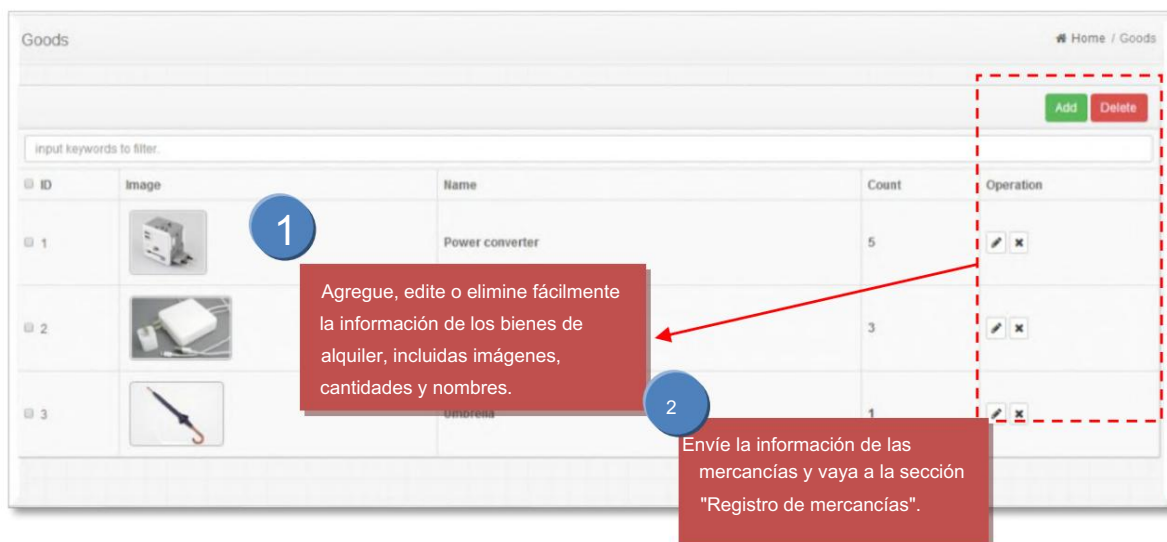 Goods
Home / Goods
Add Delete
input keywords to filter.
ID Image Name Count Operation
1 Power converter 5
1
Agregue, edite o elimine fácilmente
la información de los bienes de
alquiler, incluidas imágenes,
cantidades y nombres.
2 3
3 Umbrella 1
2
Envíe la información de las
mercancías y vaya a la sección
"Registro de mercancías".